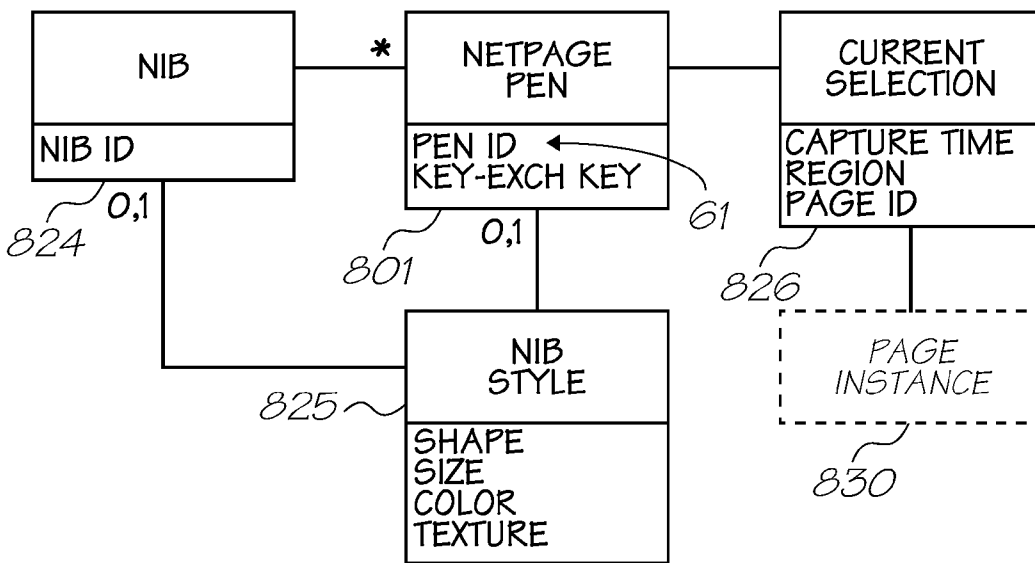 NIB
NIB ID
0,1
824
*
NETPAGE
PEN
PEN ID
KEY-EXCH KEY
61
0,1
801
CURRENT
SELECTION
CAPTURE TIME
REGION
PAGE ID
826
NIB
STYLE
825
SHAPE
SIZE
COLOR
TEXTURE
PAGE
INSTANCE
830